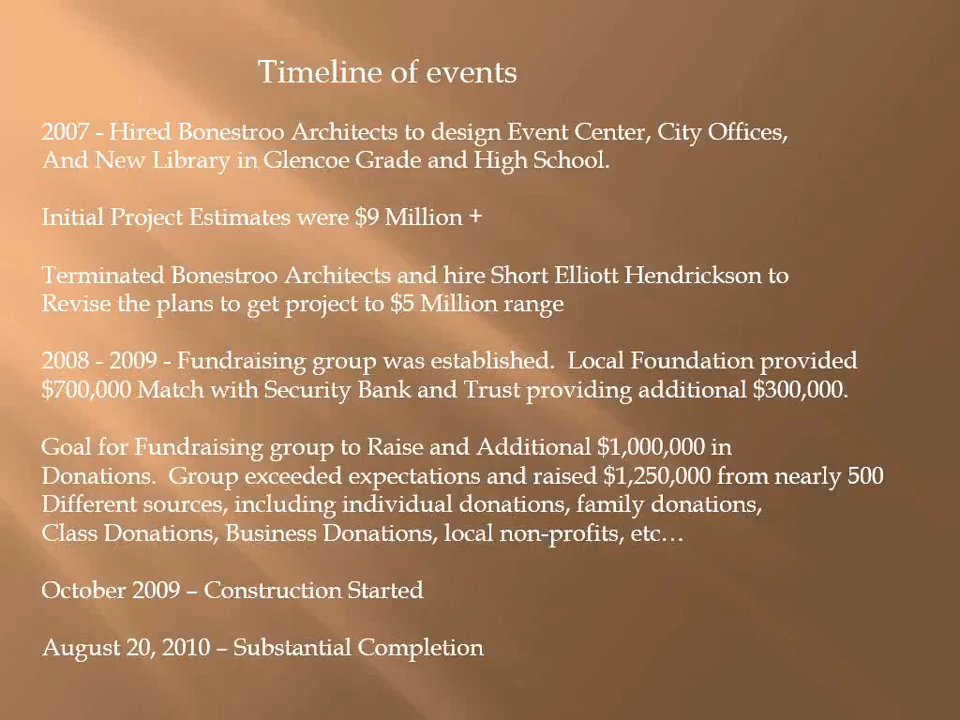 Timeline of events
2007 - Hired Bonestroo Architects to design Event Center, City Offices,
And New Library in Glencoe Grade and High School.
Initial Project Estimates were $9 Million +
Terminated Bonestroo Architects and hire Short Elliott Hendrickson to
Revise the plans to get project to $5 Million range
2008 - 2009 - Fundraising group was established.  Local Foundation provided
$700,000 Match with Security Bank and Trust providing additional $300,000.
Goal for Fundraising group to Raise and Additional $1,000,000 in
Donations.  Group exceeded expectations and raised $1,250,000 from nearly 500
Different sources, including individual donations, family donations,
Class Donations, Business Donations, local non-profits, etc…
October 2009 – Construction Started
August 20, 2010 – Substantial Completion